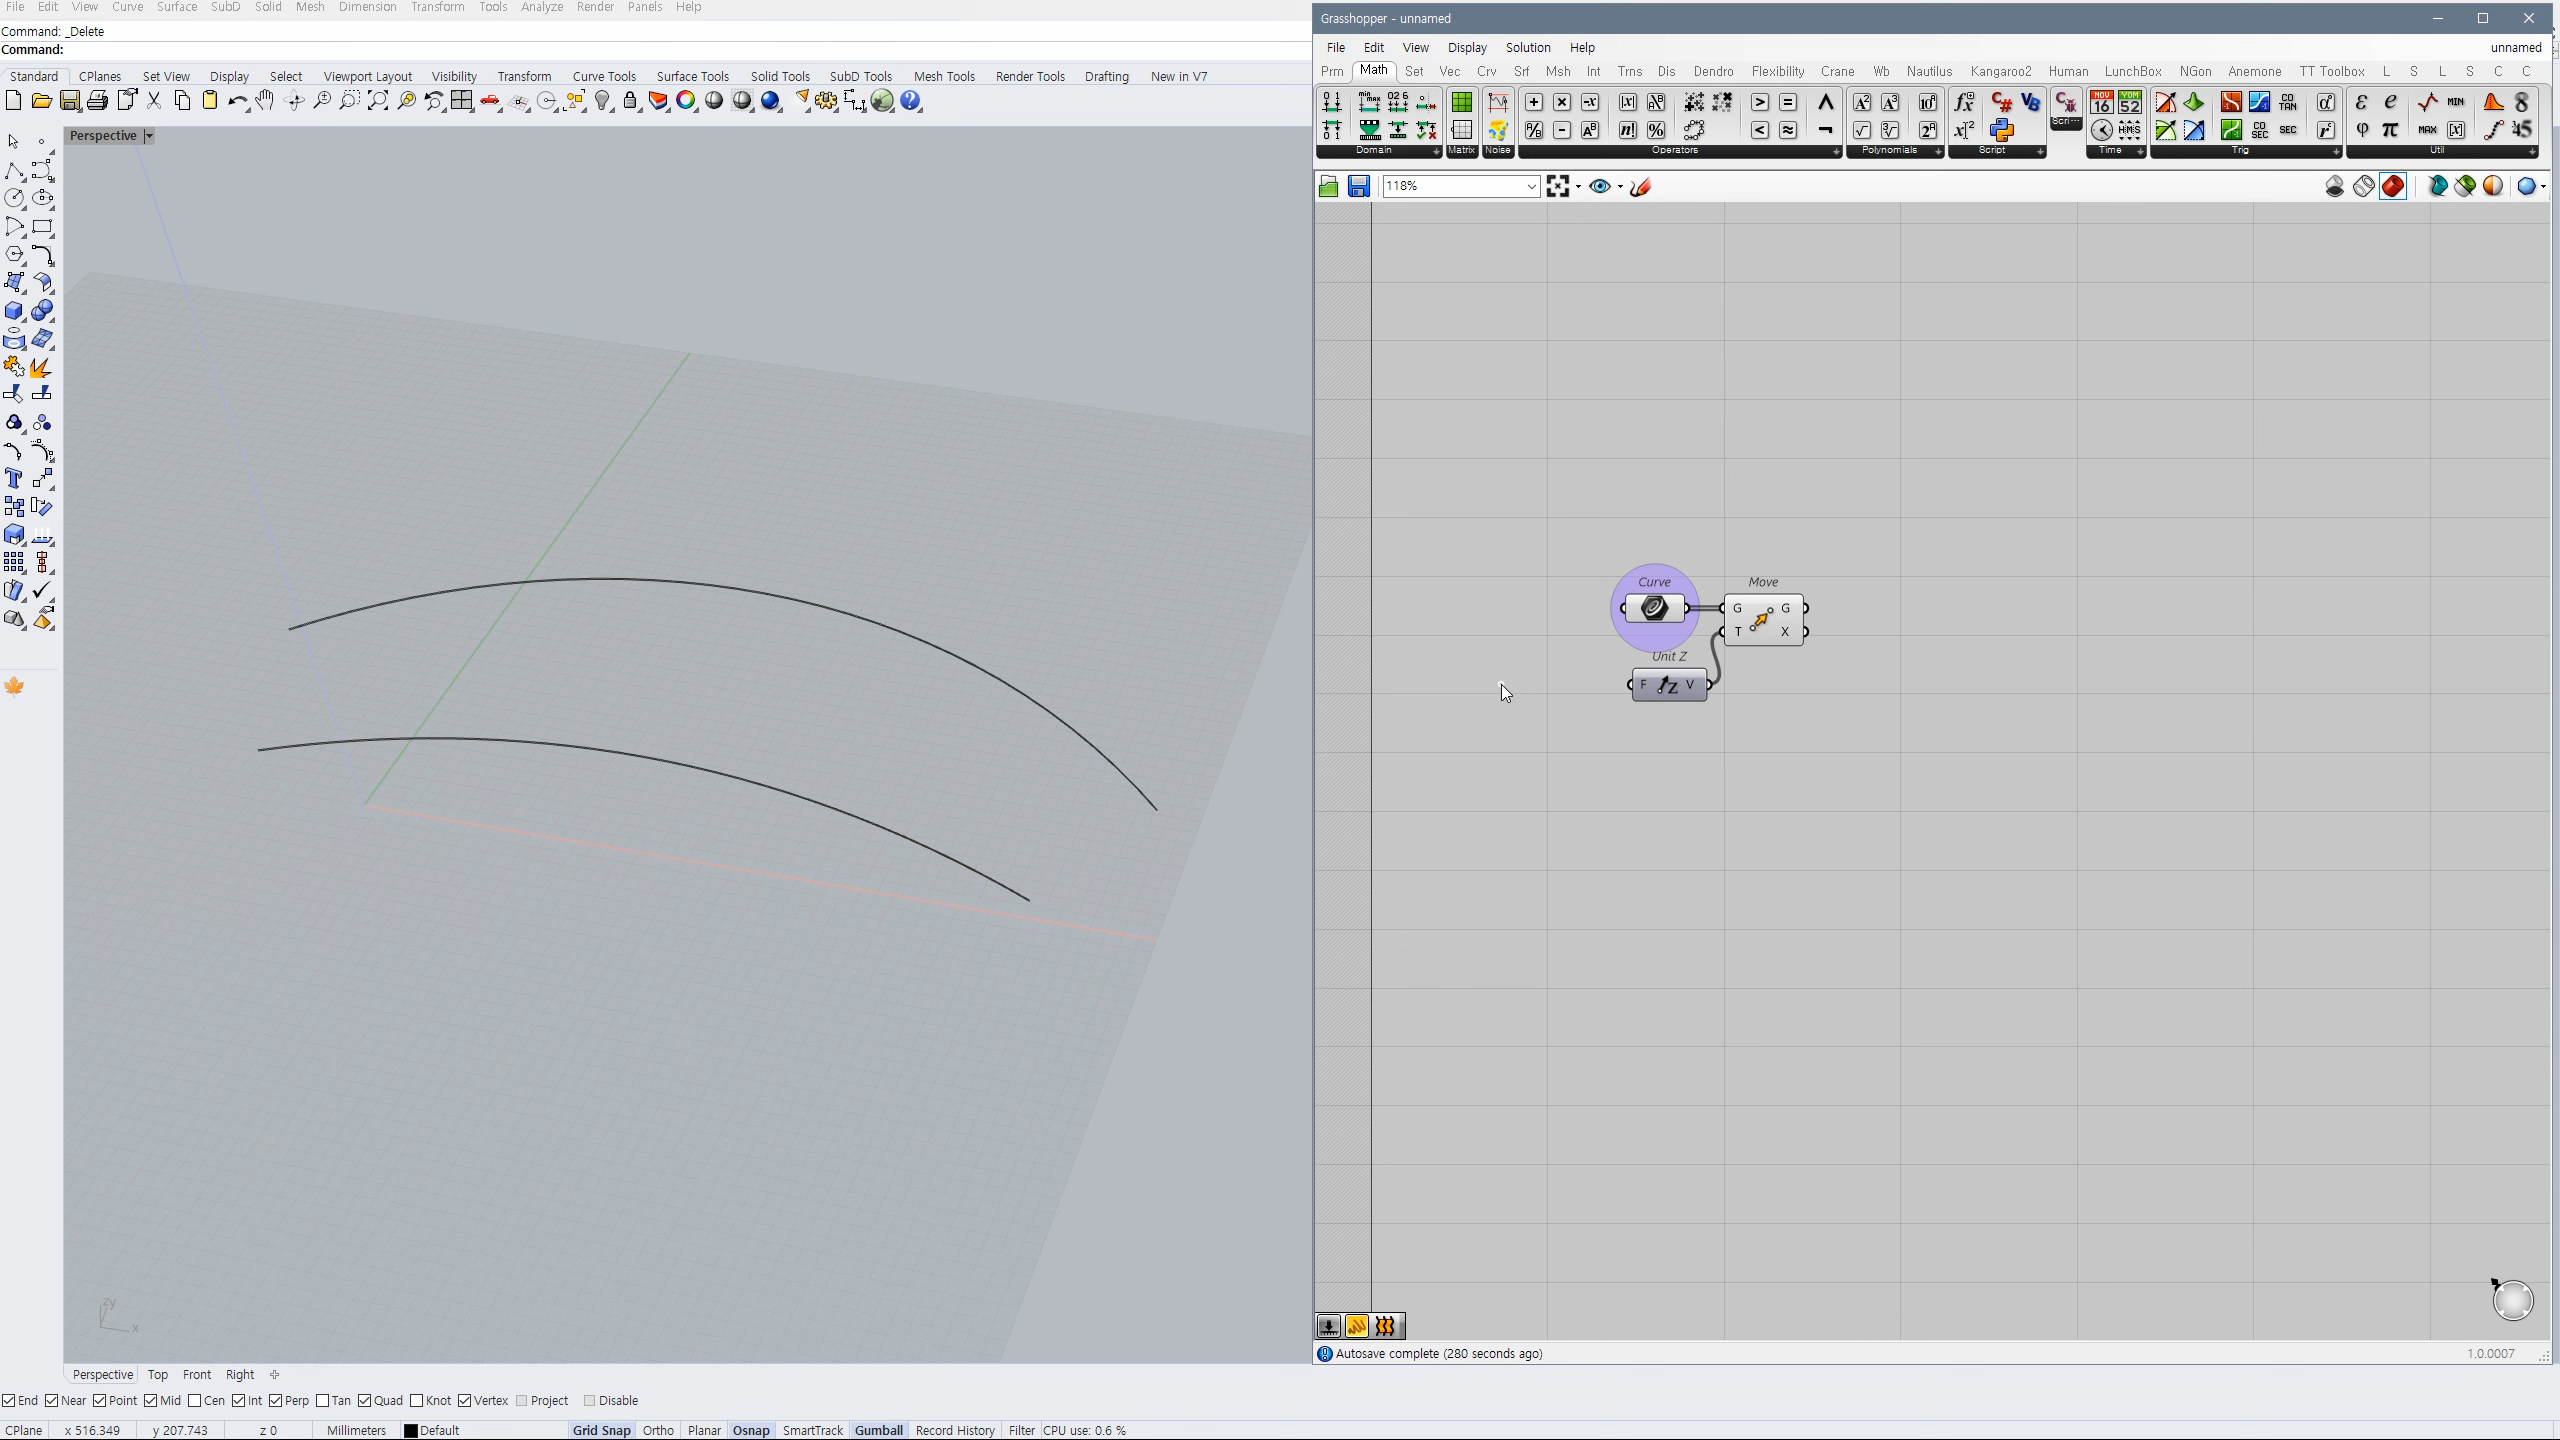 File Edit View Curve Surface SubD Solid Mesh Dimension Transform Tools Analyze Render Panels Help
Command: _Delete
Command:
Standard CPlanes Set View Display Select Viewport Layout Visibility Transform Curve Tools Surface Tools Solid Tools SubD Tools Mesh Tools Render Tools Drafting New in V7
Perspective
Grasshopper - unnamed
File Edit View Display Solution Help unnamed
Prm Math Set Vec Crv Srf Msh Int Trns Dis Dendro Flexibility Crane Wb Nautilus Kangaroo2 Human LunchBox NGon Anemone TT Toolbox L S L S C C
Domain Matrix Noise Operators Polynomials Script Scri··· Time Trig Util
118%
Curve Move
G G
T X
Unit Z
F Z V
zy
x
Autosave complete (280 seconds ago) 1.0.0007
Perspective Top Front Right
End Near Point Mid Cen Int Perp Tan Quad Knot Vertex Project Disable
CPlane x 516.349 y 207.743 z 0 Millimeters Default Grid Snap Ortho Planar Osnap SmartTrack Gumball Record History Filter CPU use: 0.6 %